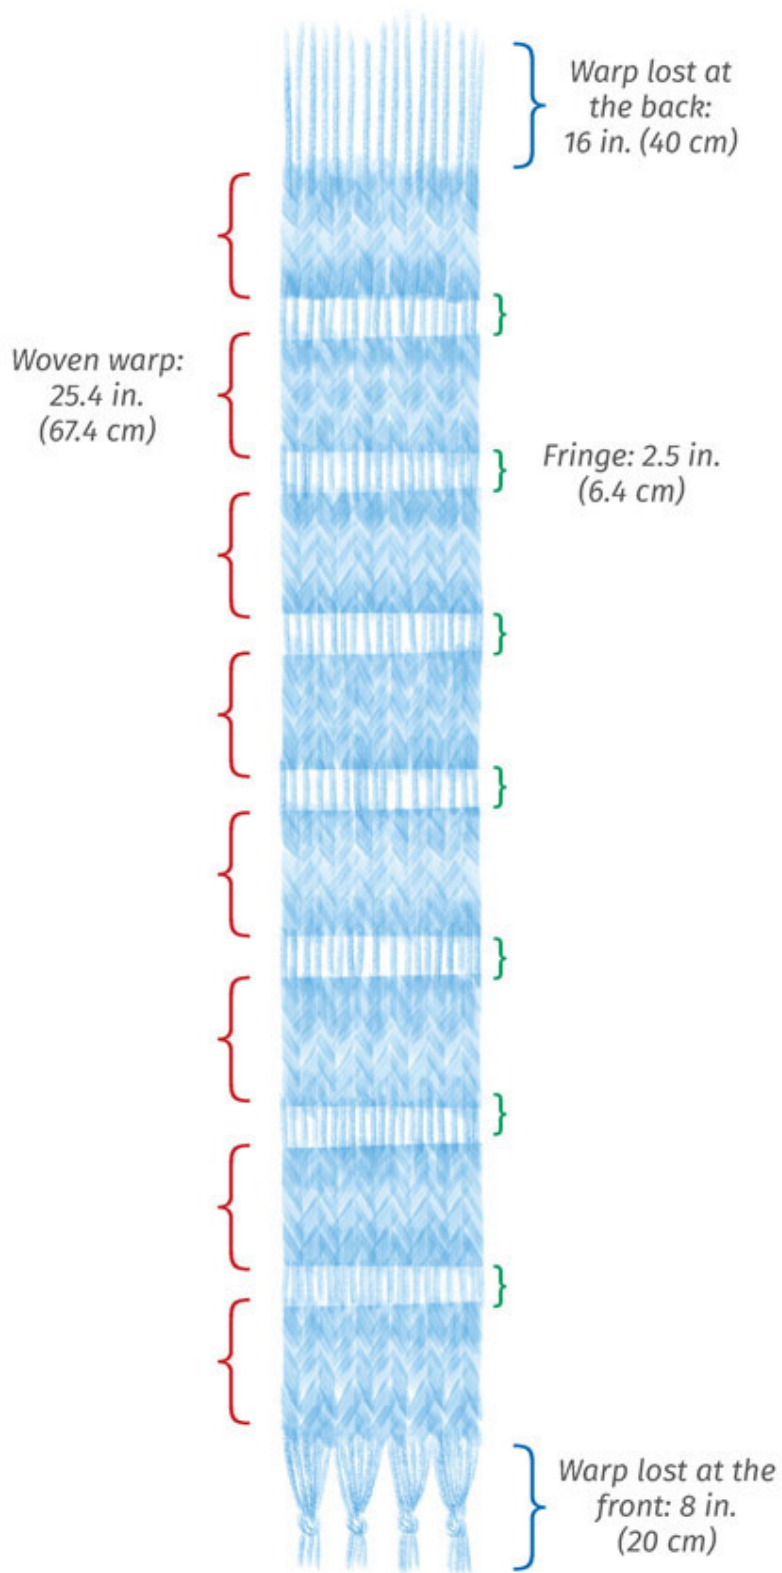 Warp lost at
the back:
16 in. (40 cm)
Woven warp:
25.4 in.
(67.4 cm)
Fringe: 2.5 in.
(6.4 cm)
Warp lost at the
front: 8 in.
(20 cm)